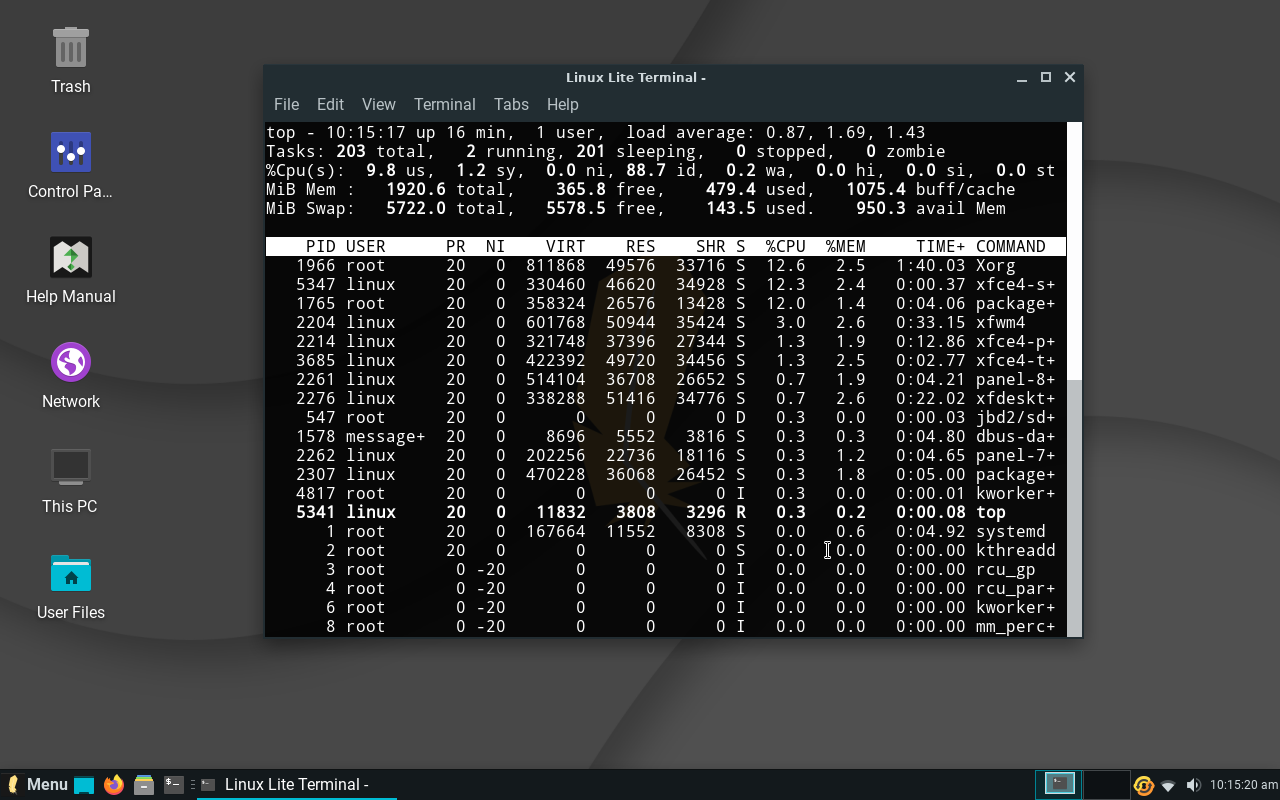 Trash
Control Pa...
Help Manual
Network
This PC
User Files
Linux Lite Terminal -
File Edit View Terminal Tabs Help
top - 10:15:17 up 16 min, 1 user, load average: 0.87, 1.69, 1.43
Tasks: 203 total, 2 running, 201 sleeping, 0 stopped, 0 zombie
%Cpu(s): 9.8 us, 1.2 sy, 0.0 ni, 88.7 id, 0.2 wa, 0.0 hi, 0.0 si, 0.0 st
MiB Mem : 1920.6 total, 365.8 free, 479.4 used, 1075.4 buff/cache
MiB Swap: 5722.0 total, 5578.5 free, 143.5 used. 950.3 avail Mem
PID USER PR NI VIRT RES SHR S %CPU %MEM TIME+ COMMAND
1966 root 20 0 811868 49576 33716 S 12.6 2.5 1:40.03 Xorg
5347 linux 20 0 330460 46620 34928 S 12.3 2.4 0:00.37 xfce4-s+
1765 root 20 0 358324 26576 13428 S 12.0 1.4 0:04.06 package+
2204 linux 20 0 601768 50944 35424 S 3.0 2.6 0:33.15 xfwm4
2214 linux 20 0 321748 37396 27344 S 1.3 1.9 0:12.86 xfce4-p+
3685 linux 20 0 422392 49720 34456 S 1.3 2.5 0:02.77 xfce4-t+
2261 linux 20 0 514104 36708 26652 S 0.7 1.9 0:04.21 panel-8+
2276 linux 20 0 338288 51416 34776 S 0.7 2.6 0:22.02 xfdeskt+
547 root 20 0 0 0 0 D 0.3 0.0 0:00.03 jbd2/sd+
1578 message+ 20 0 8696 5552 3816 S 0.3 0.3 0:04.80 dbus-da+
2262 linux 20 0 202256 22736 18116 S 0.3 1.2 0:04.65 panel-7+
2307 linux 20 0 470228 36068 26452 S 0.3 1.8 0:05.00 package+
4817 root 20 0 0 0 0 I 0.3 0.0 0:00.01 kworker+
5341 linux 20 0 11832 3808 3296 R 0.3 0.2 0:00.08 top
1 root 20 0 167664 11552 8308 S 0.0 0.6 0:04.92 systemd
2 root 20 0 0 0 0 S 0.0 0.0 0:00.00 kthreadd
3 root 0 -20 0 0 0 I 0.0 0.0 0:00.00 rcu_gp
4 root 0 -20 0 0 0 I 0.0 0.0 0:00.00 rcu_par+
6 root 0 -20 0 0 0 I 0.0 0.0 0:00.00 kworker+
8 root 0 -20 0 0 0 I 0.0 0.0 0:00.00 mm_perc+
Menu Linux Lite Terminal - 10:15:20 am